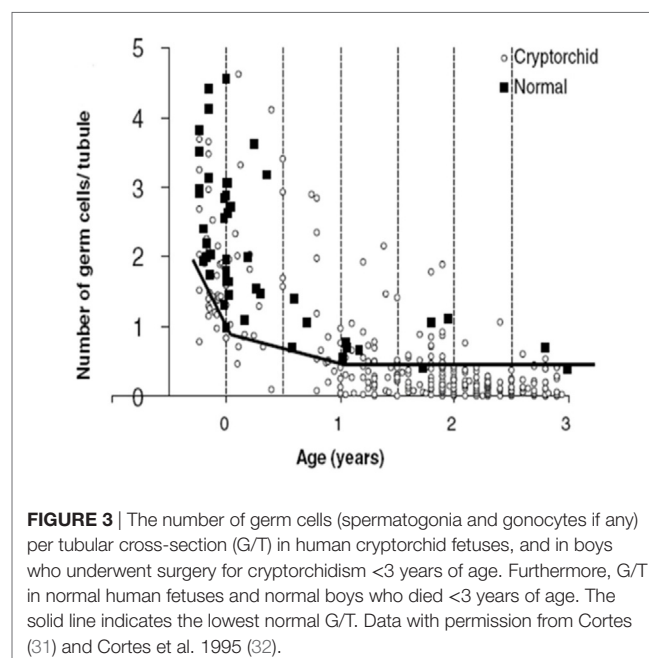 5
Cryptorchid
Normal
4
3
2
1
0
Number of germ cells/ tubule
0 1 2 3
Age (years)
FIGURE 3 | The number of germ cells (spermatogonia and gonocytes if any)
per tubular cross-section (G/T) in human cryptorchid fetuses, and in boys
who underwent surgery for cryptorchidism <3 years of age. Furthermore, G/T
in normal human fetuses and normal boys who died <3 years of age. The
solid line indicates the lowest normal G/T. Data with permission from Cortes
(31) and Cortes et al. 1995 (32).